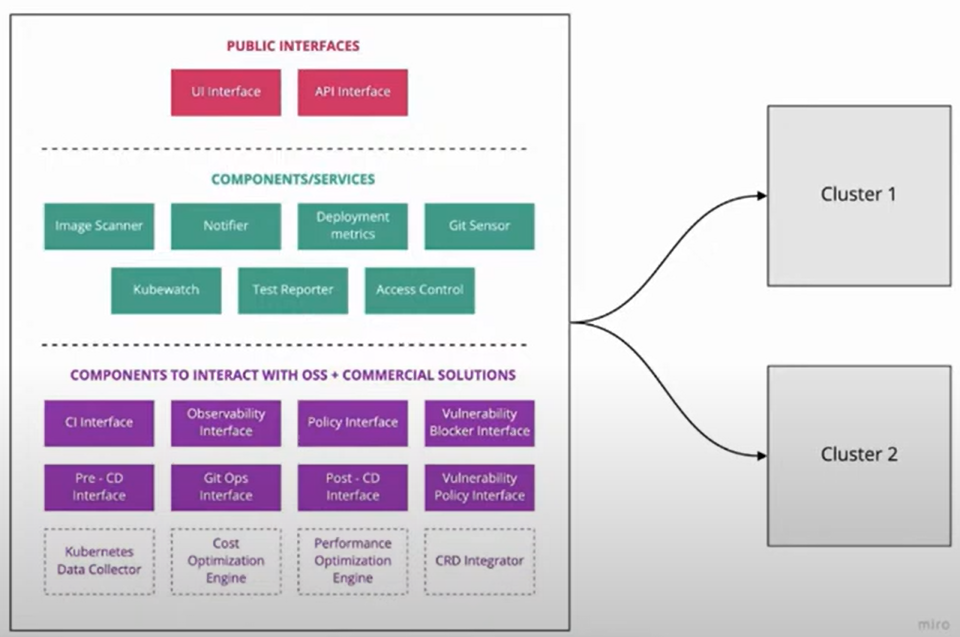 PUBLIC INTERFACES
UI Interface
API Interface
COMPONENTS/SERVICES
Image Scanner
Notifier
Deployment
metrics
Git Sensor
Kubewatch
Test Reporter
Access Control
COMPONENTS TO INTERACT WITH OSS + COMMERCIAL SOLUTIONS
CI Interface
Observability
Interface
Policy Interface
Vulnerability
Blocker Interface
Pre - CD
Interface
Git Ops
Interface
Post - CD
Interface
Vulnerability
Policy Interface
Kubernetes
Data Collector
Cost
Optimization
Engine
Performance
Optimization
Engine
CRD Integrator
Cluster 1
Cluster 2
miro